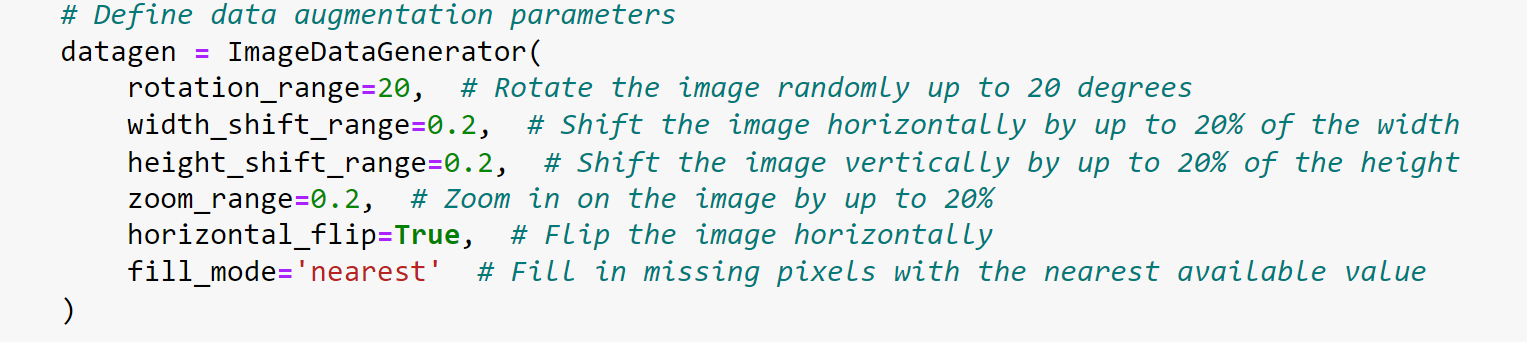 # Define data augmentation parameters
datagen = ImageDataGenerator(
    rotation_range=20,  # Rotate the image randomly up to 20 degrees
    width_shift_range=0.2,  # Shift the image horizontally by up to 20% of the width
    height_shift_range=0.2,  # Shift the image vertically by up to 20% of the height
    zoom_range=0.2,  # Zoom in on the image by up to 20%
    horizontal_flip=True,  # Flip the image horizontally
    fill_mode='nearest'  # Fill in missing pixels with the nearest available value
)